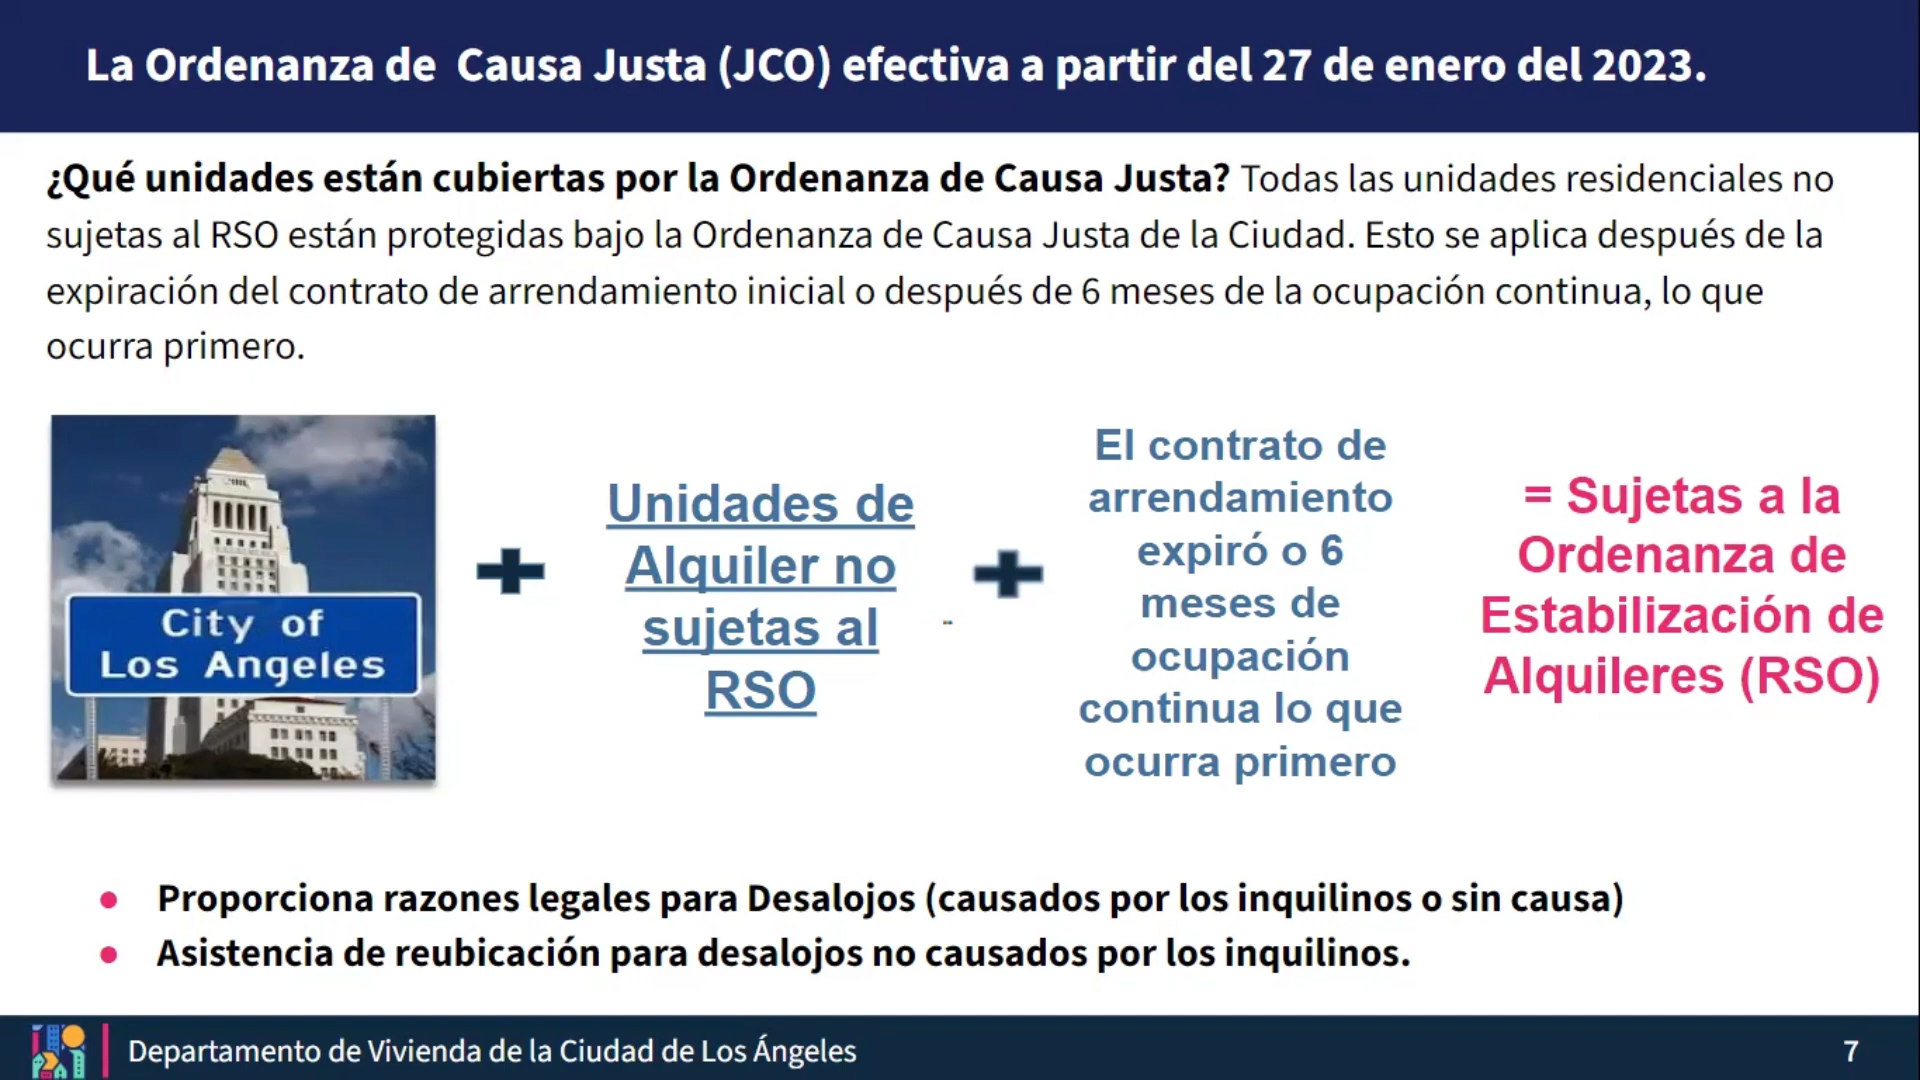 La Ordenanza de Causa Justa (JCO) efectiva a partir del 27 de enero del 2023.
¿Qué unidades están cubiertas por la Ordenanza de Causa Justa? Todas las unidades residenciales no
sujetas al RSO están protegidas bajo la Ordenanza de Causa Justa de la Ciudad. Esto se aplica después de la
expiración del contrato de arrendamiento inicial o después de 6 meses de la ocupación continua, lo que
ocurra primero.
City of
Los Angeles
Unidades de
Alquiler no
sujetas al
RSO
El contrato de
arrendamiento
expiró o 6
meses de
ocupación
continua lo que
ocurra primero
= Sujetas a la
Ordenanza de
Estabilización de
Alquileres (RSO)
● Proporciona razones legales para Desalojos (causados por los inquilinos o sin causa)
● Asistencia de reubicación para desalojos no causados por los inquilinos.
Departamento de Vivienda de la Ciudad de Los Ángeles
7